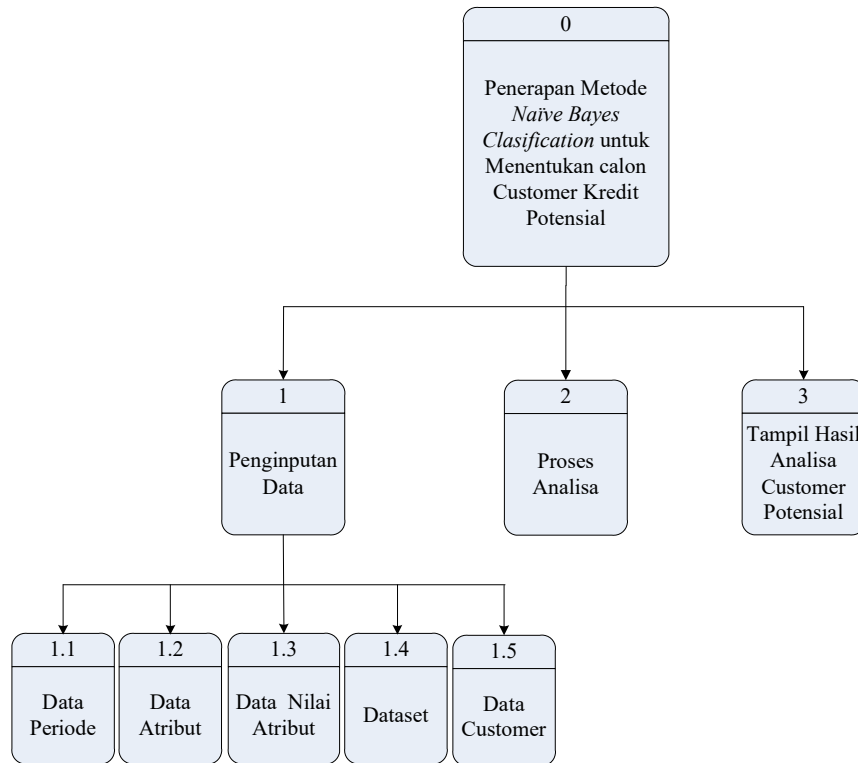 0
Penerapan Metode
Naïve Bayes
Clasification untuk
Menentukan calon
Customer Kredit
Potensial
1
Penginputan
Data
2
Proses
Analisa
3
Tampil Hasil
Analisa
Customer
Potensial
1.1
Data
Periode
1.2
Data
Atribut
1.3
Data Nilai
Atribut
1.4
Dataset
1.5
Data
Customer